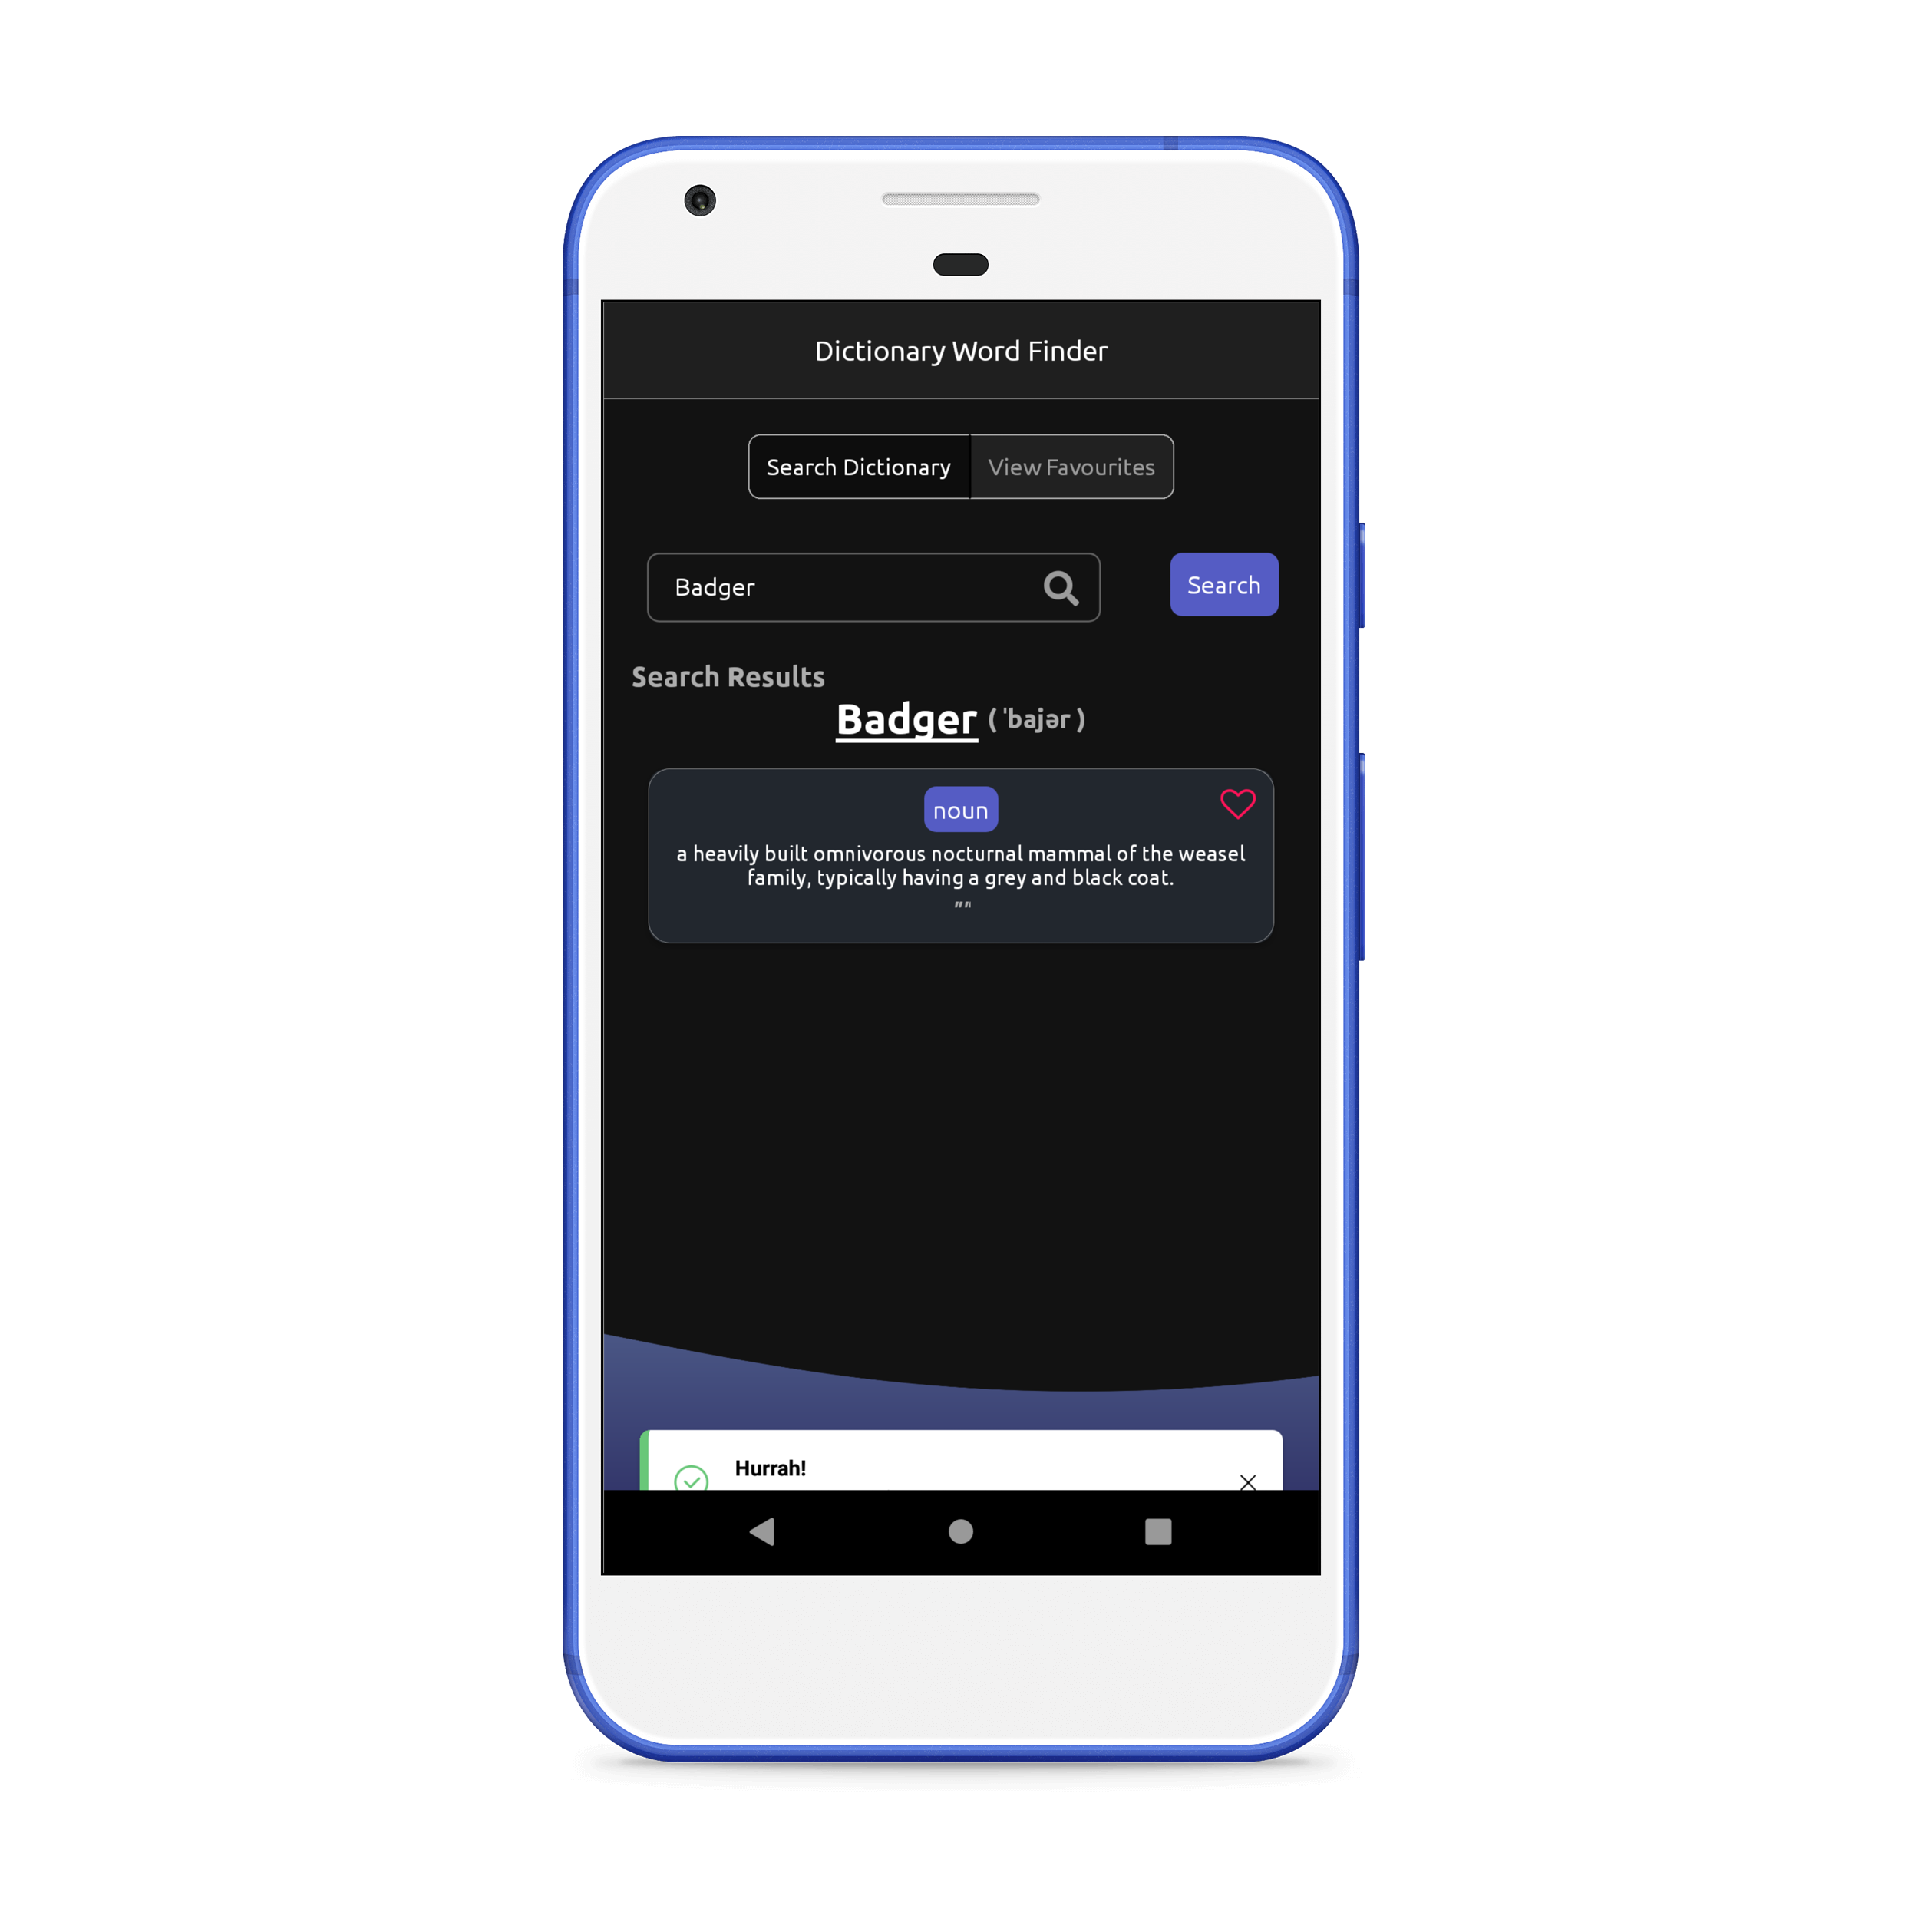 Dictionary Word Finder
Search Dictionary View Favourites
Badger Search
Search Results
Badger ( ˈbajər )
noun
a heavily built omnivorous nocturnal mammal of the weasel
family, typically having a grey and black coat.
""
Hurrah!